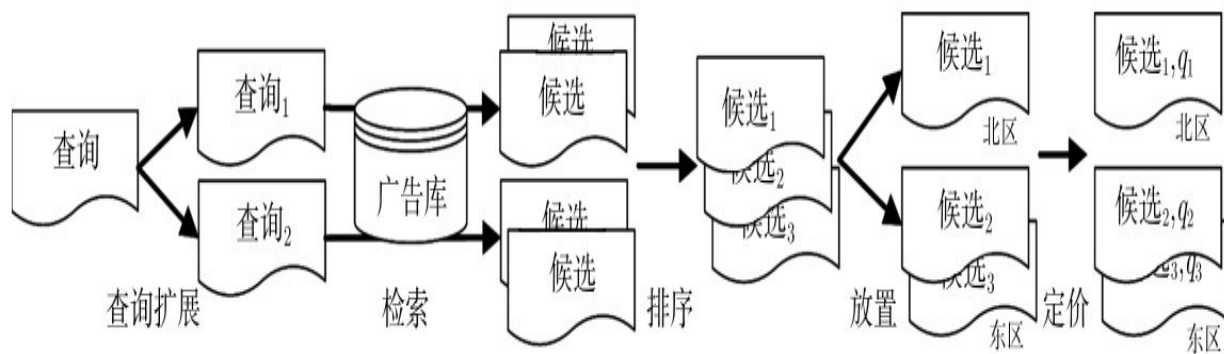 查询
查询₁
查询₂
查询扩展
广告库
检索
候选
候选
候选
候选
排序
候选₁
候选₂
候选₃
放置
候选₁
北区
候选₂
候选₃
东区
定价
候选₁,q₁
北区
候选₂,q₂
选₃,q₃
东区